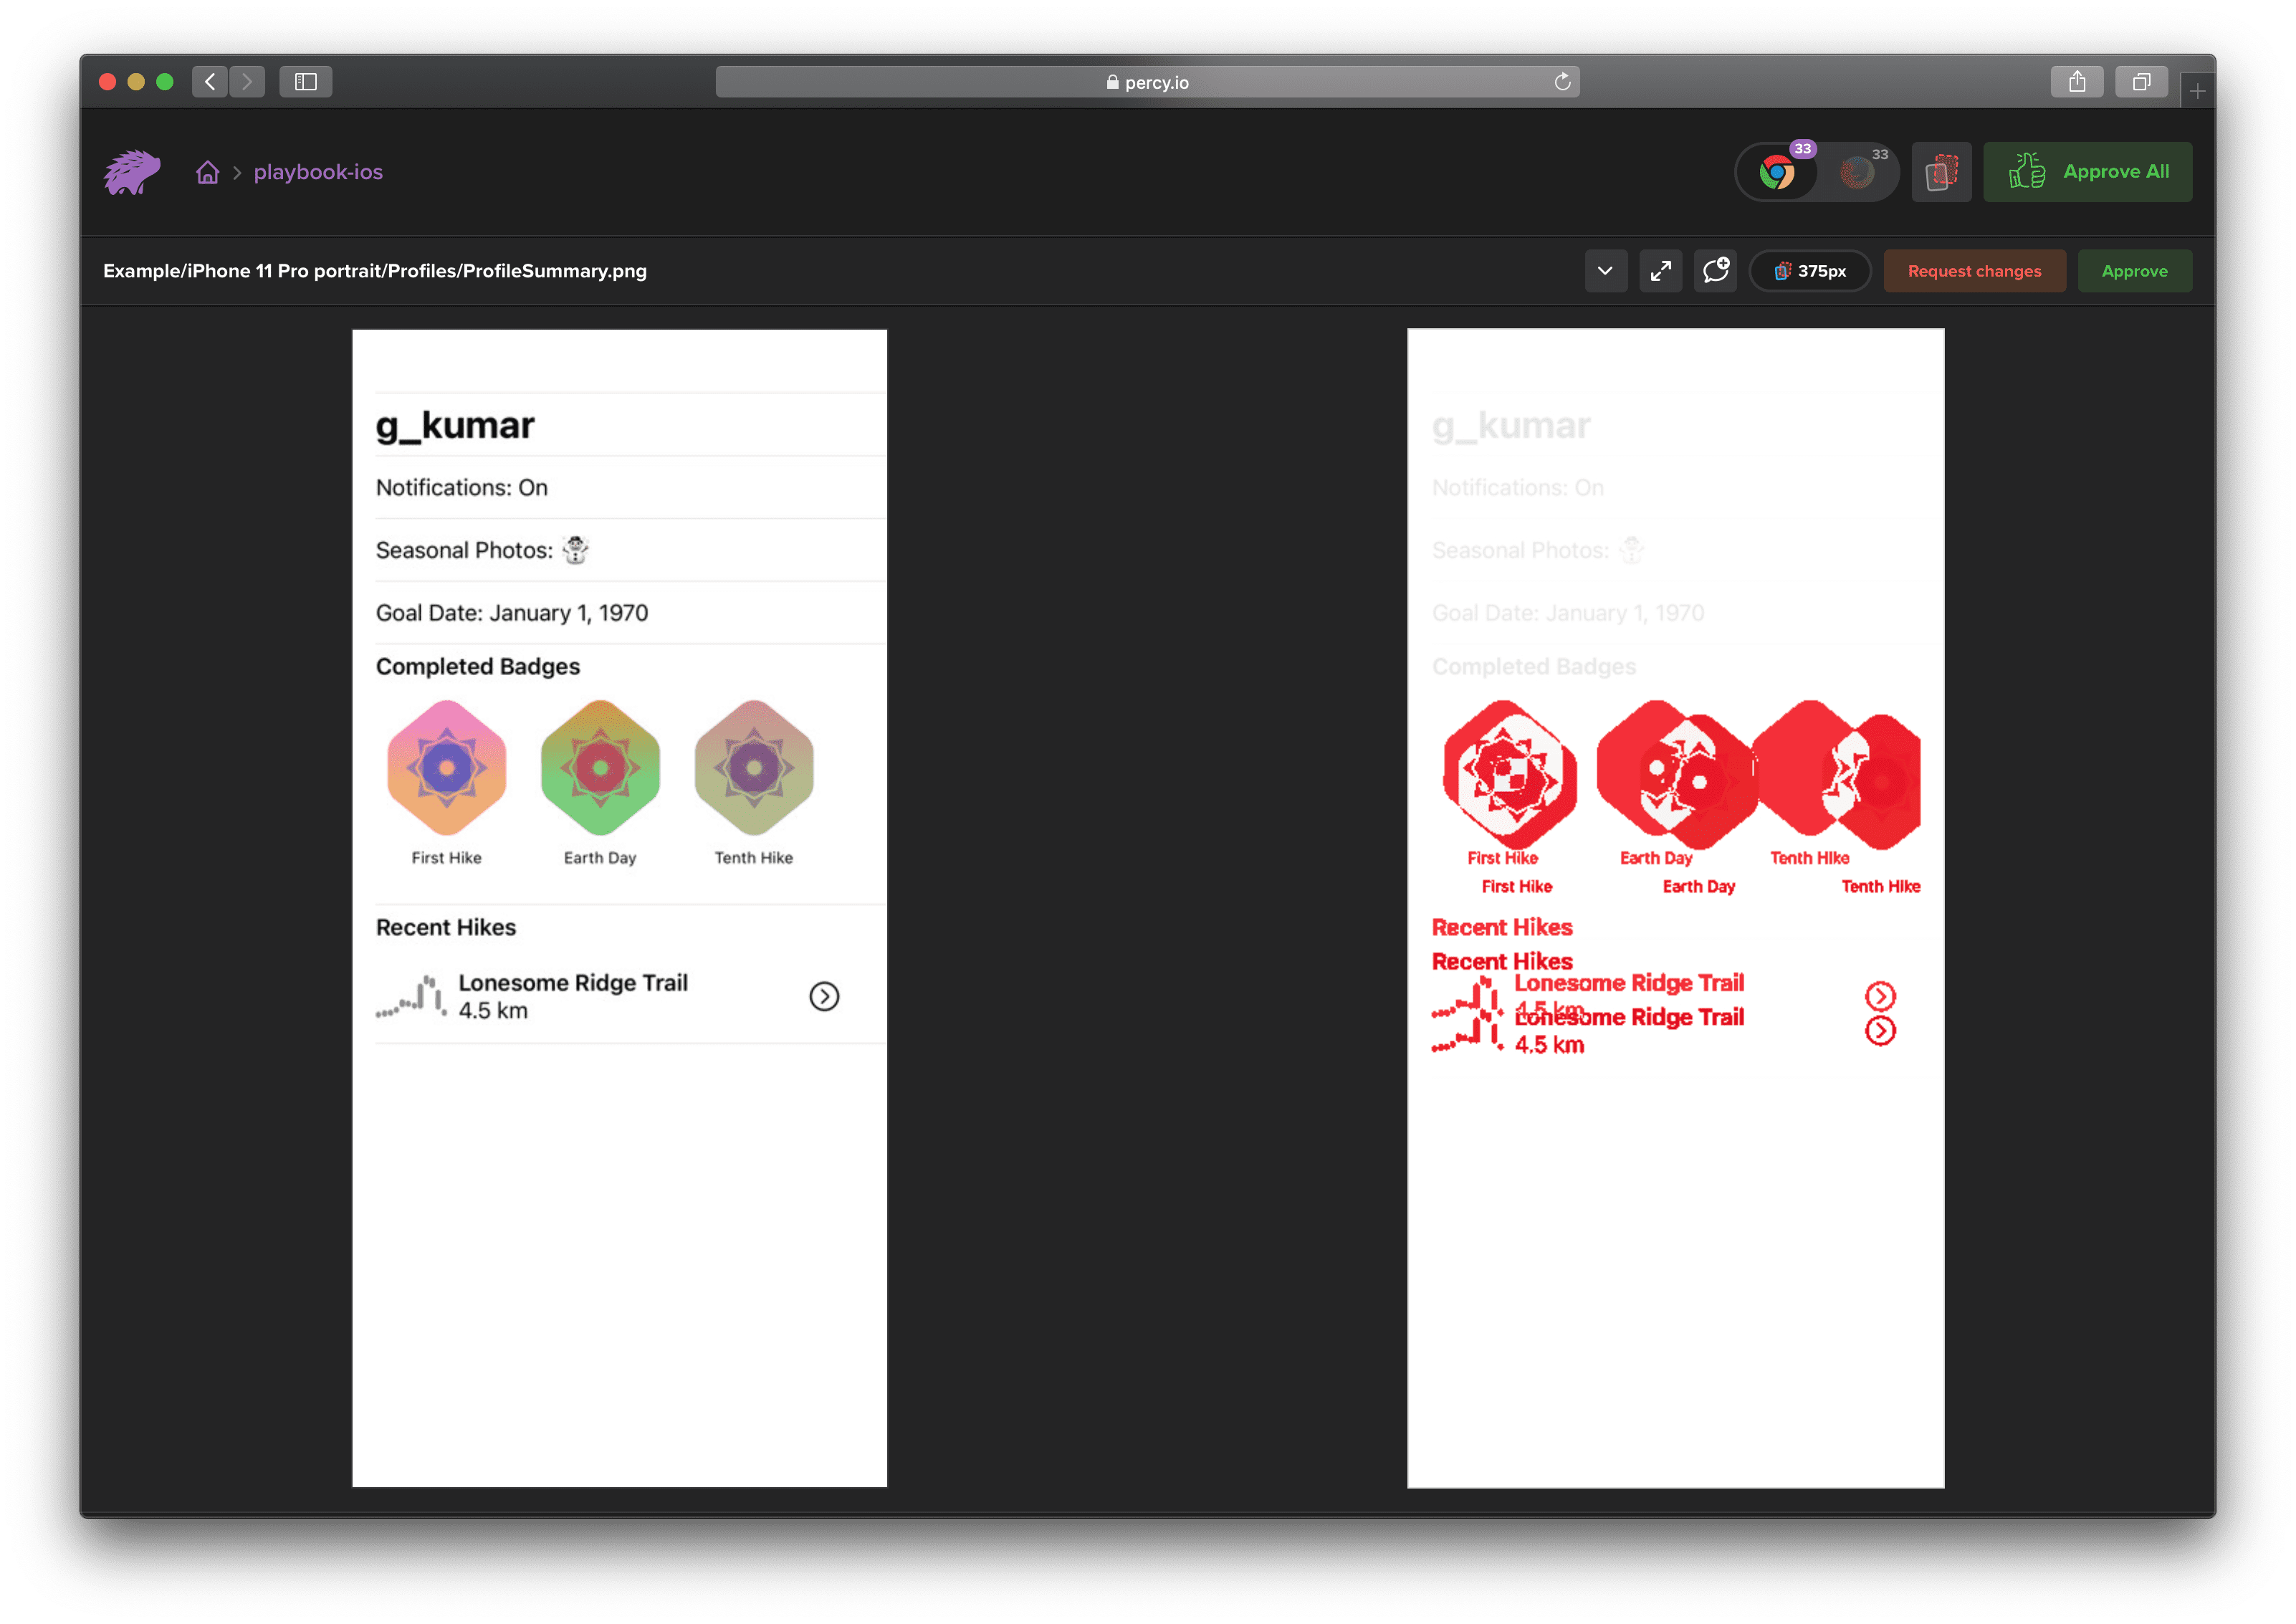 percy.io
playbook-ios
33
33
Approve All
Example/iPhone 11 Pro portrait/Profiles/ProfileSummary.png
375px
Request changes
Approve
g_kumar
Notifications: On
Seasonal Photos: ☃️
Goal Date: January 1, 1970
Completed Badges
First Hike
Earth Day
Tenth Hike
Recent Hikes
Lonesome Ridge Trail
4.5 km
g_kumar
Notifications: On
Seasonal Photos: ☃️
Goal Date: January 1, 1970
Completed Badges
First Hike
Earth Day
Tenth Hike
First Hike
Earth Day
Tenth Hike
Recent Hikes
Recent Hikes
Lonesome Ridge Trail
4.5 km
Lonesome Ridge Trail
4.5 km